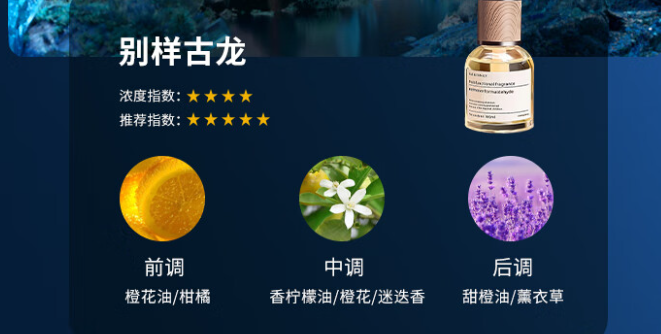 别样古龙
浓度指数：★★★★
推荐指数：★★★★★
前调
中调
后调
橙花油/柑橘
香柠檬油/橙花/迷迭香
甜橙油/薰衣草